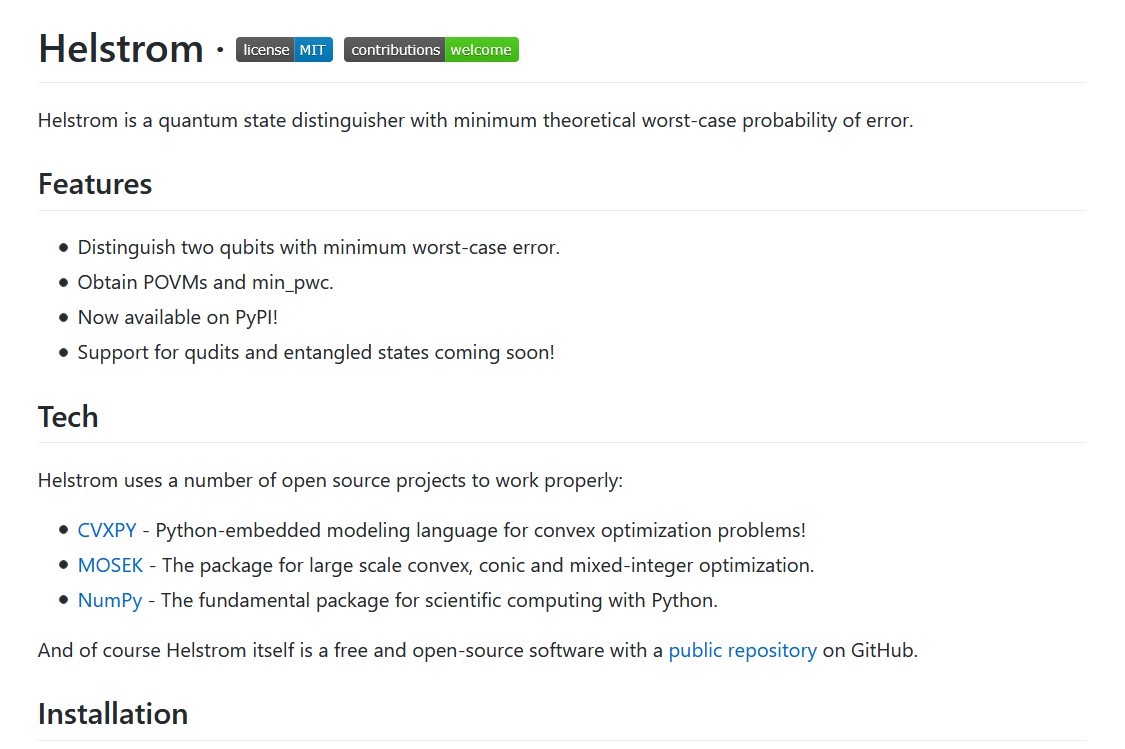 Helstrom · license MIT contributions welcome
Helstrom is a quantum state distinguisher with minimum theoretical worst-case probability of error.
Features
• Distinguish two qubits with minimum worst-case error.
• Obtain POVMs and min_pwc.
• Now available on PyPI!
• Support for qudits and entangled states coming soon!
Tech
Helstrom uses a number of open source projects to work properly:
• CVXPY - Python-embedded modeling language for convex optimization problems!
• MOSEK - The package for large scale convex, conic and mixed-integer optimization.
• NumPy - The fundamental package for scientific computing with Python.
And of course Helstrom itself is a free and open-source software with a public repository on GitHub.
Installation